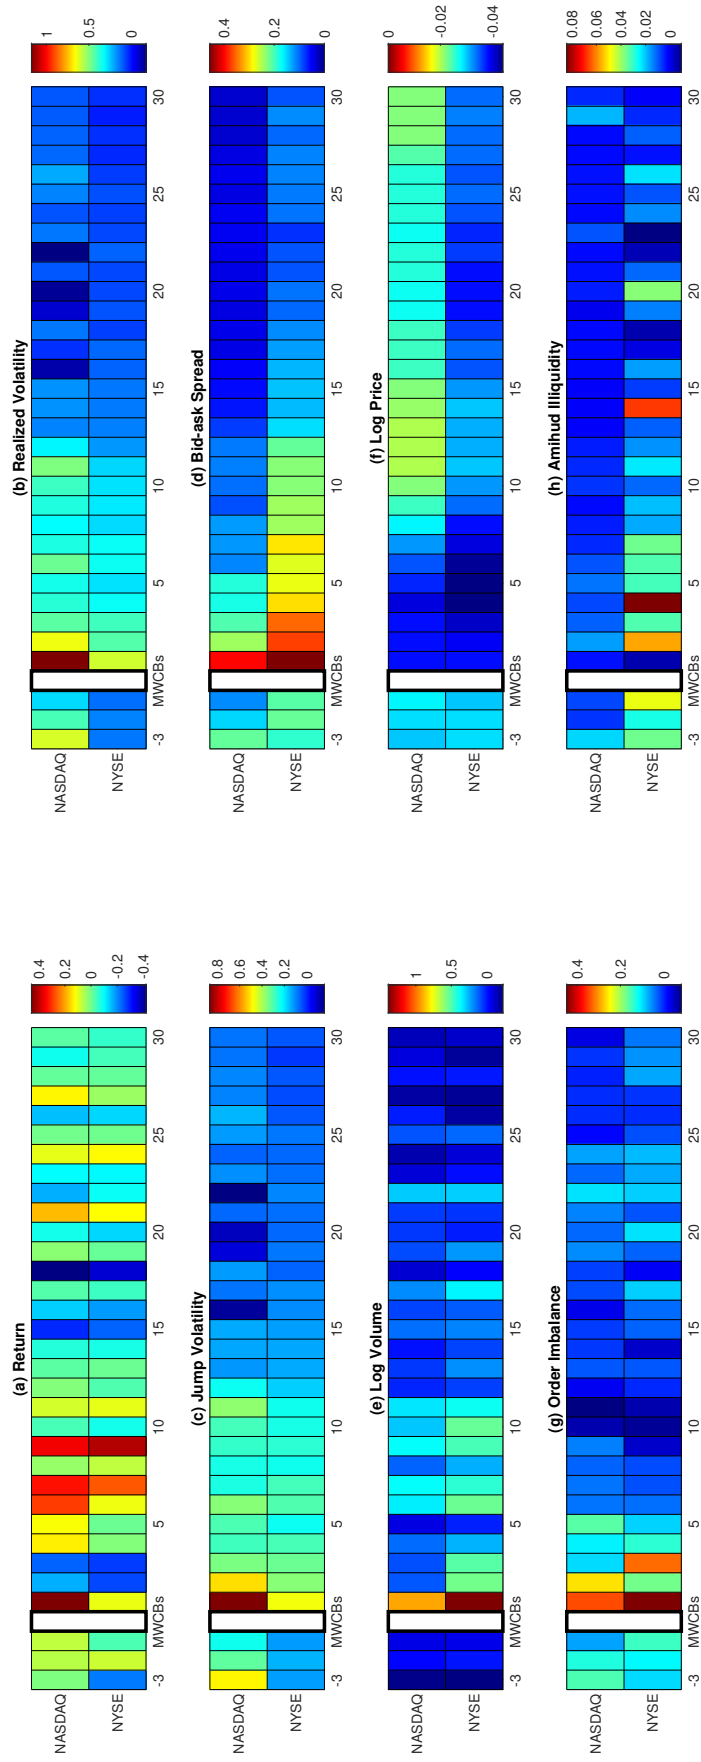 (a) Return
NASDAQ
NYSE
-3 MWCBs 5 10 15 20 25 30
0.4
0.2
0
-0.2
-0.4
(b) Realized Volatility
NASDAQ
NYSE
-3 MWCBs 5 10 15 20 25 30
1
0.5
0
(c) Jump Volatility
NASDAQ
NYSE
-3 MWCBs 5 10 15 20 25 30
0.8
0.6
0.4
0.2
0
(d) Bid-ask Spread
NASDAQ
NYSE
-3 MWCBs 5 10 15 20 25 30
0.4
0.2
0
(e) Log Volume
NASDAQ
NYSE
-3 MWCBs 5 10 15 20 25 30
1
0.5
0
(f) Log Price
NASDAQ
NYSE
-3 MWCBs 5 10 15 20 25 30
0
-0.02
-0.04
(g) Order Imbalance
NASDAQ
NYSE
-3 MWCBs 5 10 15 20 25 30
0.4
0.2
0
(h) Amihud Illiquidity
NASDAQ
NYSE
-3 MWCBs 5 10 15 20 25 30
0.08
0.06
0.04
0.02
0